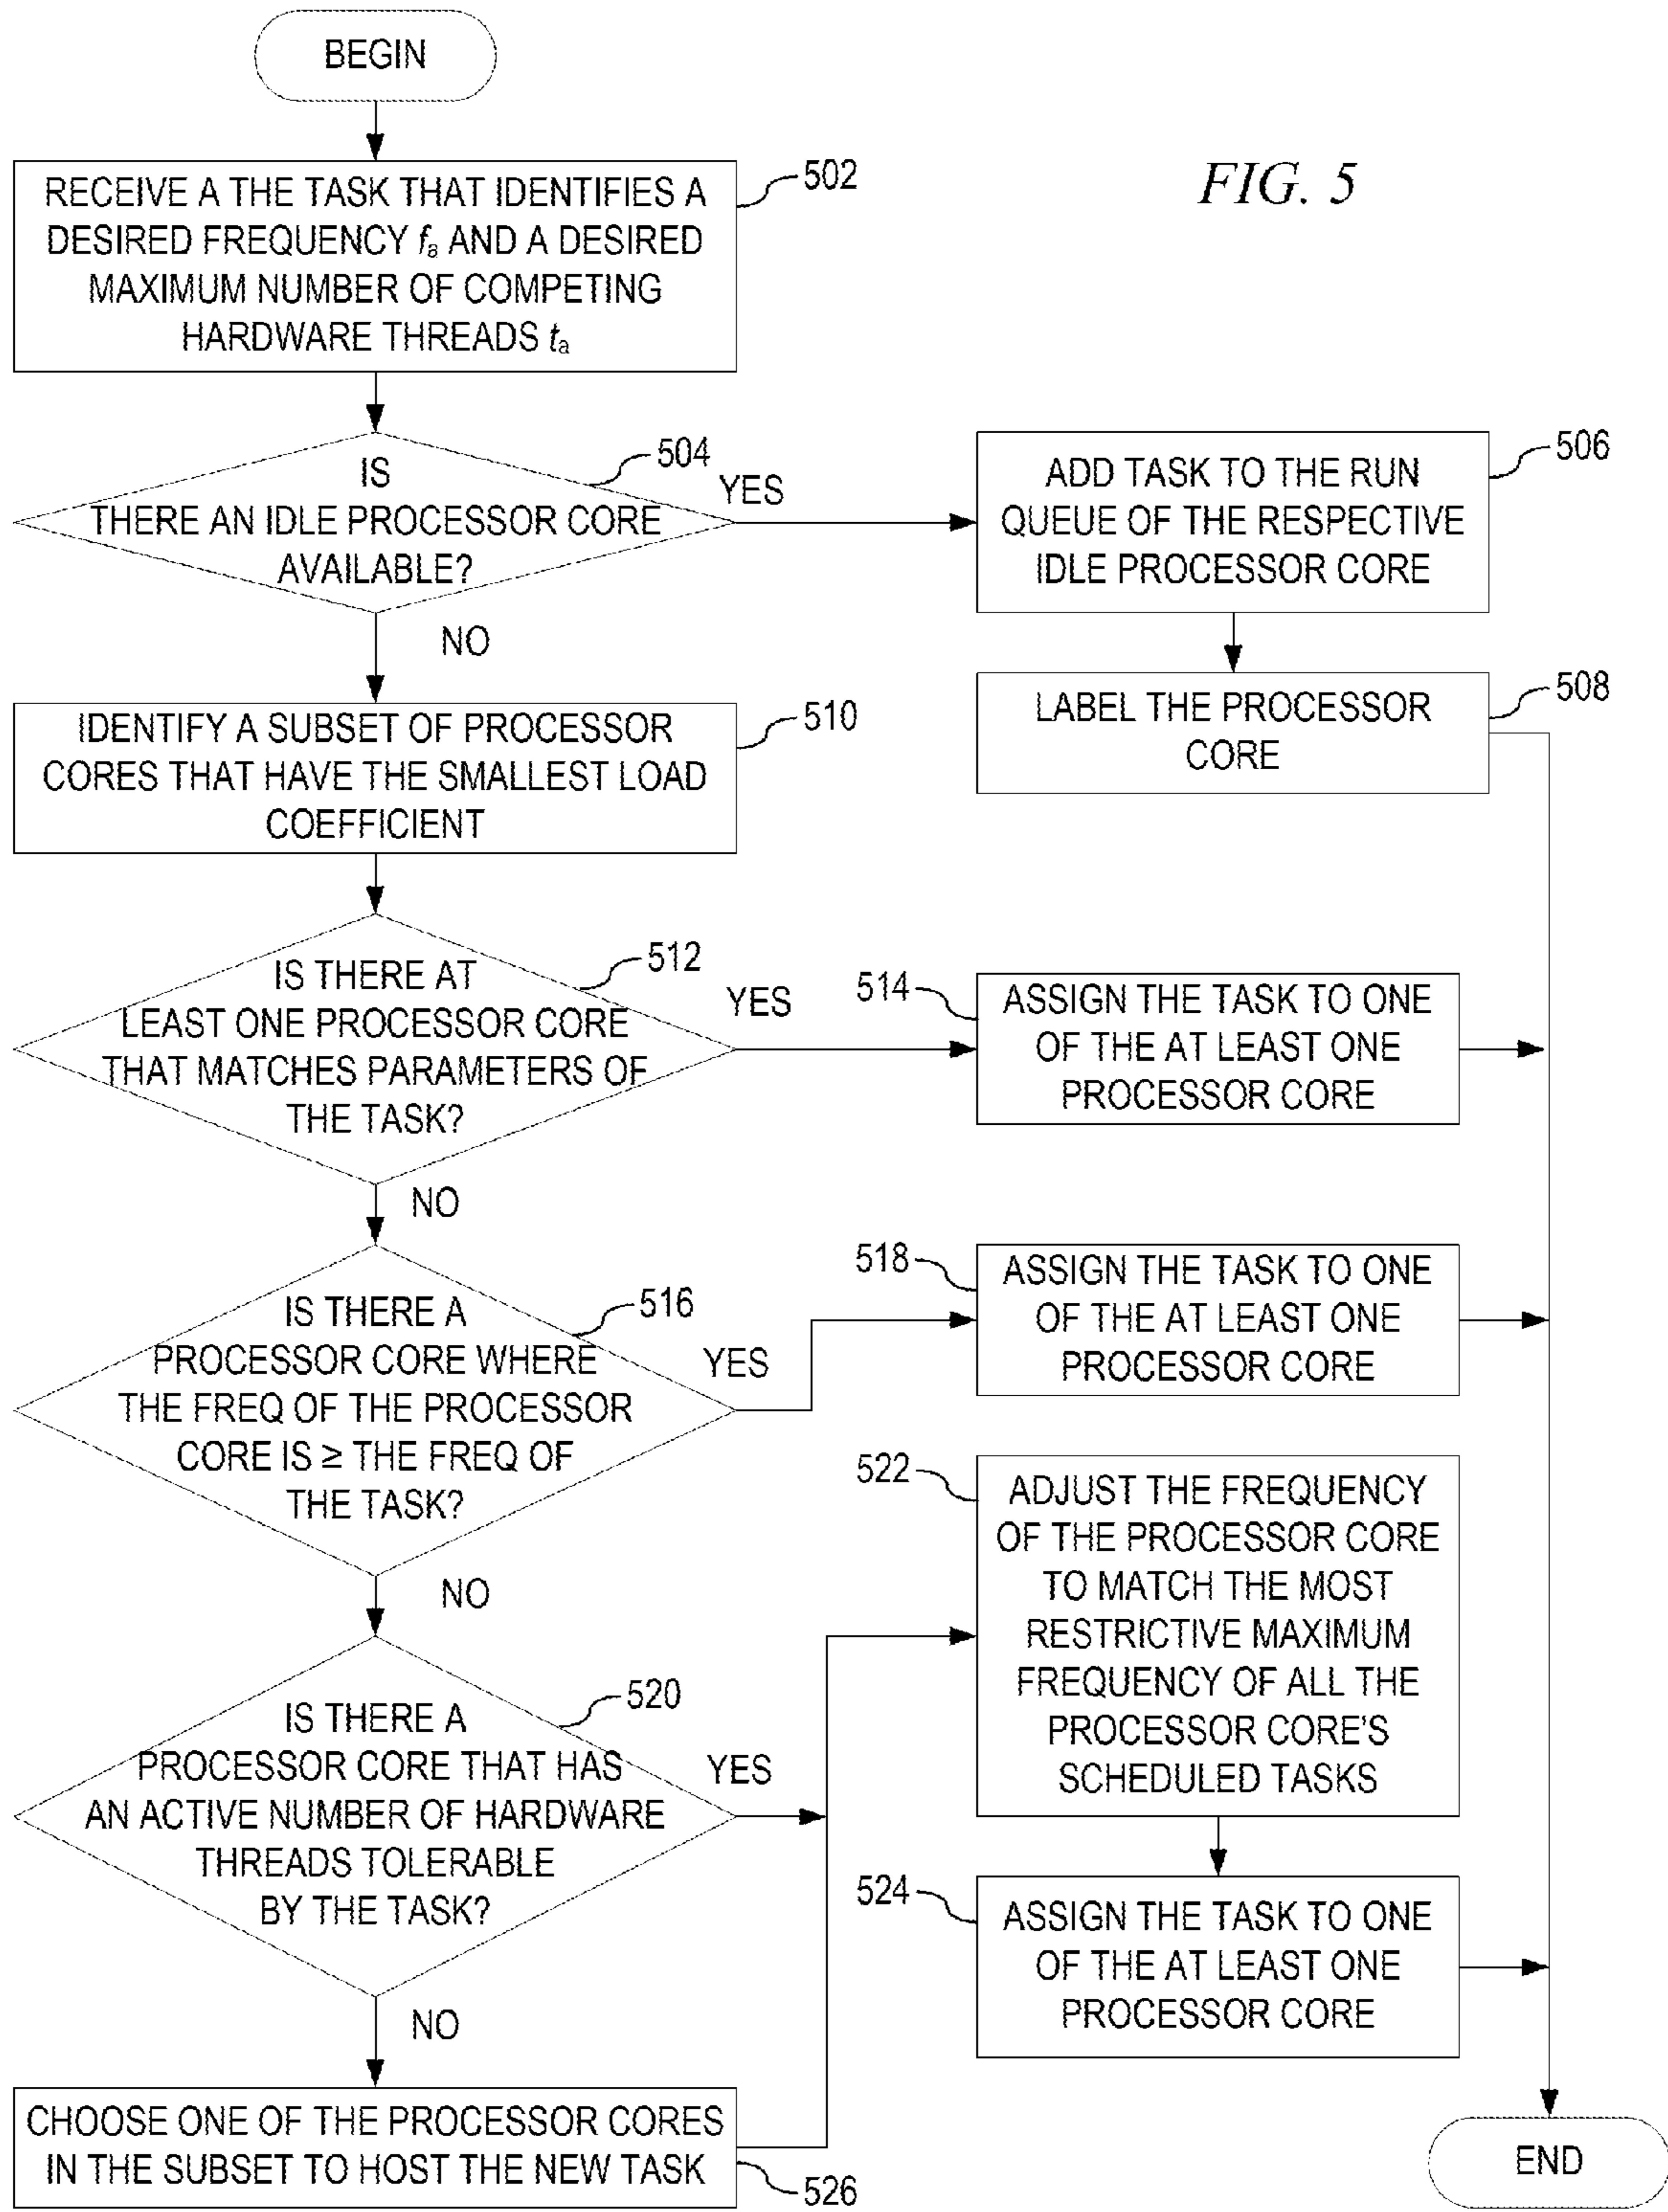 BEGIN
FIG. 5
RECEIVE A THE TASK THAT IDENTIFIES A
DESIRED FREQUENCY fa AND A DESIRED
MAXIMUM NUMBER OF COMPETING
HARDWARE THREADS ta
502
IS
THERE AN IDLE PROCESSOR CORE
AVAILABLE?
504
YES
NO
ADD TASK TO THE RUN
QUEUE OF THE RESPECTIVE
IDLE PROCESSOR CORE
506
LABEL THE PROCESSOR
CORE
508
IDENTIFY A SUBSET OF PROCESSOR
CORES THAT HAVE THE SMALLEST LOAD
COEFFICIENT
510
IS THERE AT
LEAST ONE PROCESSOR CORE
THAT MATCHES PARAMETERS OF
THE TASK?
512
YES
NO
514
ASSIGN THE TASK TO ONE
OF THE AT LEAST ONE
PROCESSOR CORE
IS THERE A
PROCESSOR CORE WHERE
THE FREQ OF THE PROCESSOR
CORE IS ≥ THE FREQ OF
THE TASK?
516
YES
NO
518
ASSIGN THE TASK TO ONE
OF THE AT LEAST ONE
PROCESSOR CORE
IS THERE A
PROCESSOR CORE THAT HAS
AN ACTIVE NUMBER OF HARDWARE
THREADS TOLERABLE
BY THE TASK?
520
YES
NO
522
ADJUST THE FREQUENCY
OF THE PROCESSOR CORE
TO MATCH THE MOST
RESTRICTIVE MAXIMUM
FREQUENCY OF ALL THE
PROCESSOR CORE'S
SCHEDULED TASKS
524
ASSIGN THE TASK TO ONE
OF THE AT LEAST ONE
PROCESSOR CORE
CHOOSE ONE OF THE PROCESSOR CORES
IN THE SUBSET TO HOST THE NEW TASK
526
END